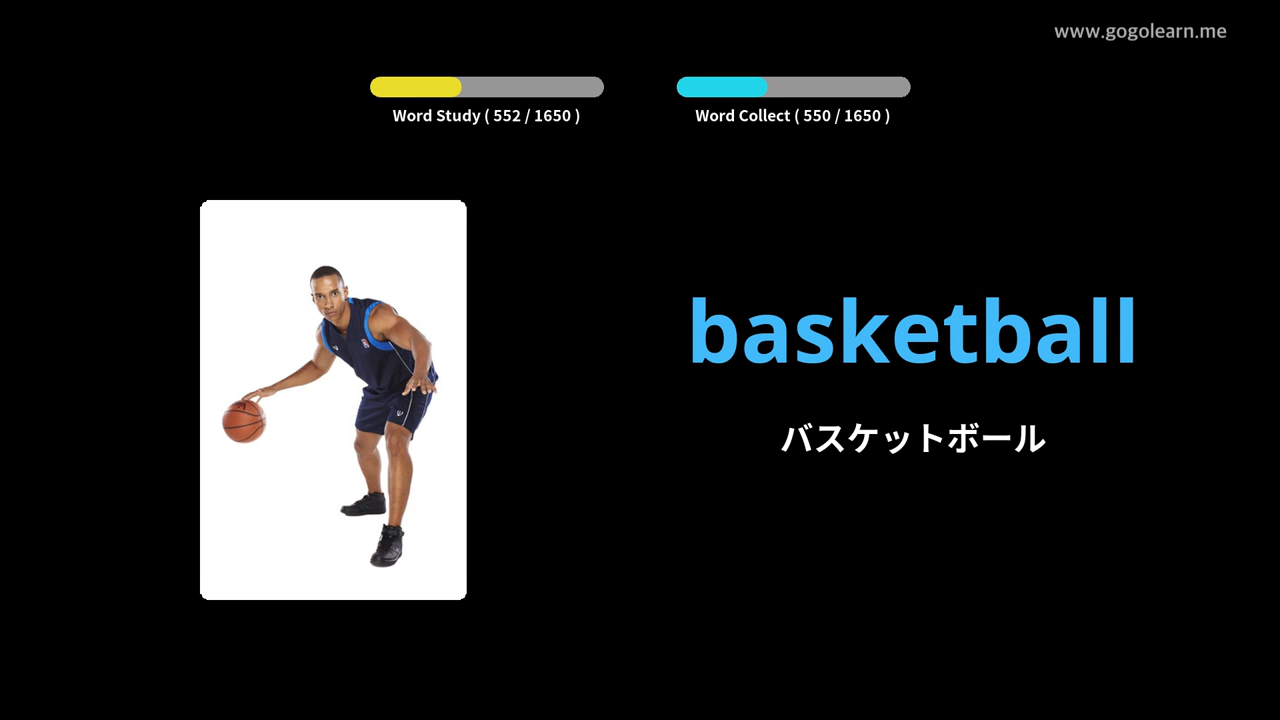 www.gogolearn.me
Word Study ( 552 / 1650 )
Word Collect ( 550 / 1650 )
basketball
バスケットボール